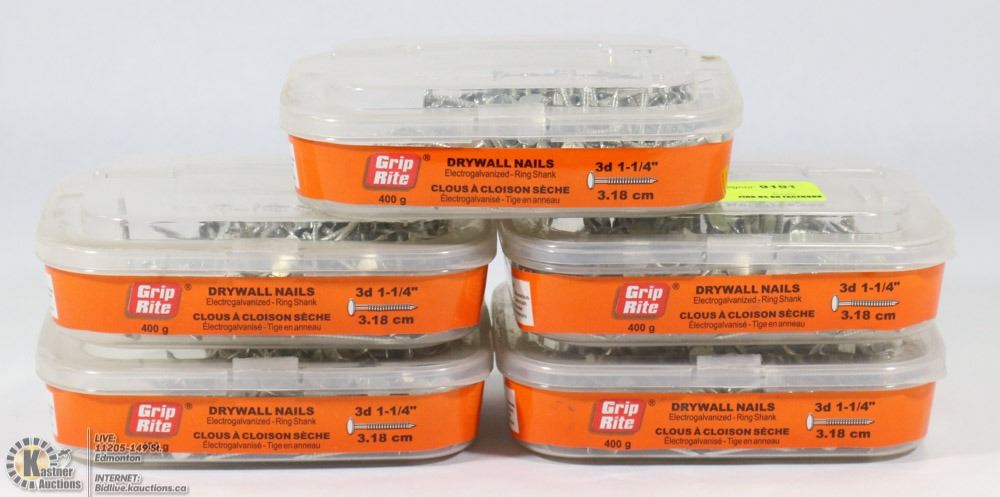 Grip
Rite
®
400 g
DRYWALL NAILS
Electrogalvanized - Ring Shank
CLOUS À CLOISON SÈCHE
Électrogalvanisé - Tige en anneau
3d 1-1/4"
3.18 cm
9191
Grip
Rite
®
400 g
DRYWALL NAILS
Electrogalvanized - Ring Shank
CLOUS À CLOISON SÈCHE
Électrogalvanisé - Tige en anneau
3d 1-1/4"
3.18 cm
Grip
Rite
®
400 g
DRYWALL NAILS
Electrogalvanized - Ring Shank
CLOUS À CLOISON SÈCHE
Électrogalvanisé - Tige en anneau
3d 1-1/4"
3.18 cm
Grip
Rite
®
DRYWALL NAILS
Electrogalvanized - Ring Shank
CLOUS À CLOISON SÈCHE
Électrogalvanisé - Tige en anneau
3d 1-1/4"
3.18 cm
Grip
Rite
®
400 g
DRYWALL NAILS
Electrogalvanized - Ring Shank
CLOUS À CLOISON SÈCHE
Électrogalvanisé - Tige en anneau
3d 1-1/4"
3.18 cm
K
Kastner
Auctions
LIVE:
11205-149 St.
Edmonton
INTERNET:
Bidlive.kauctions.ca